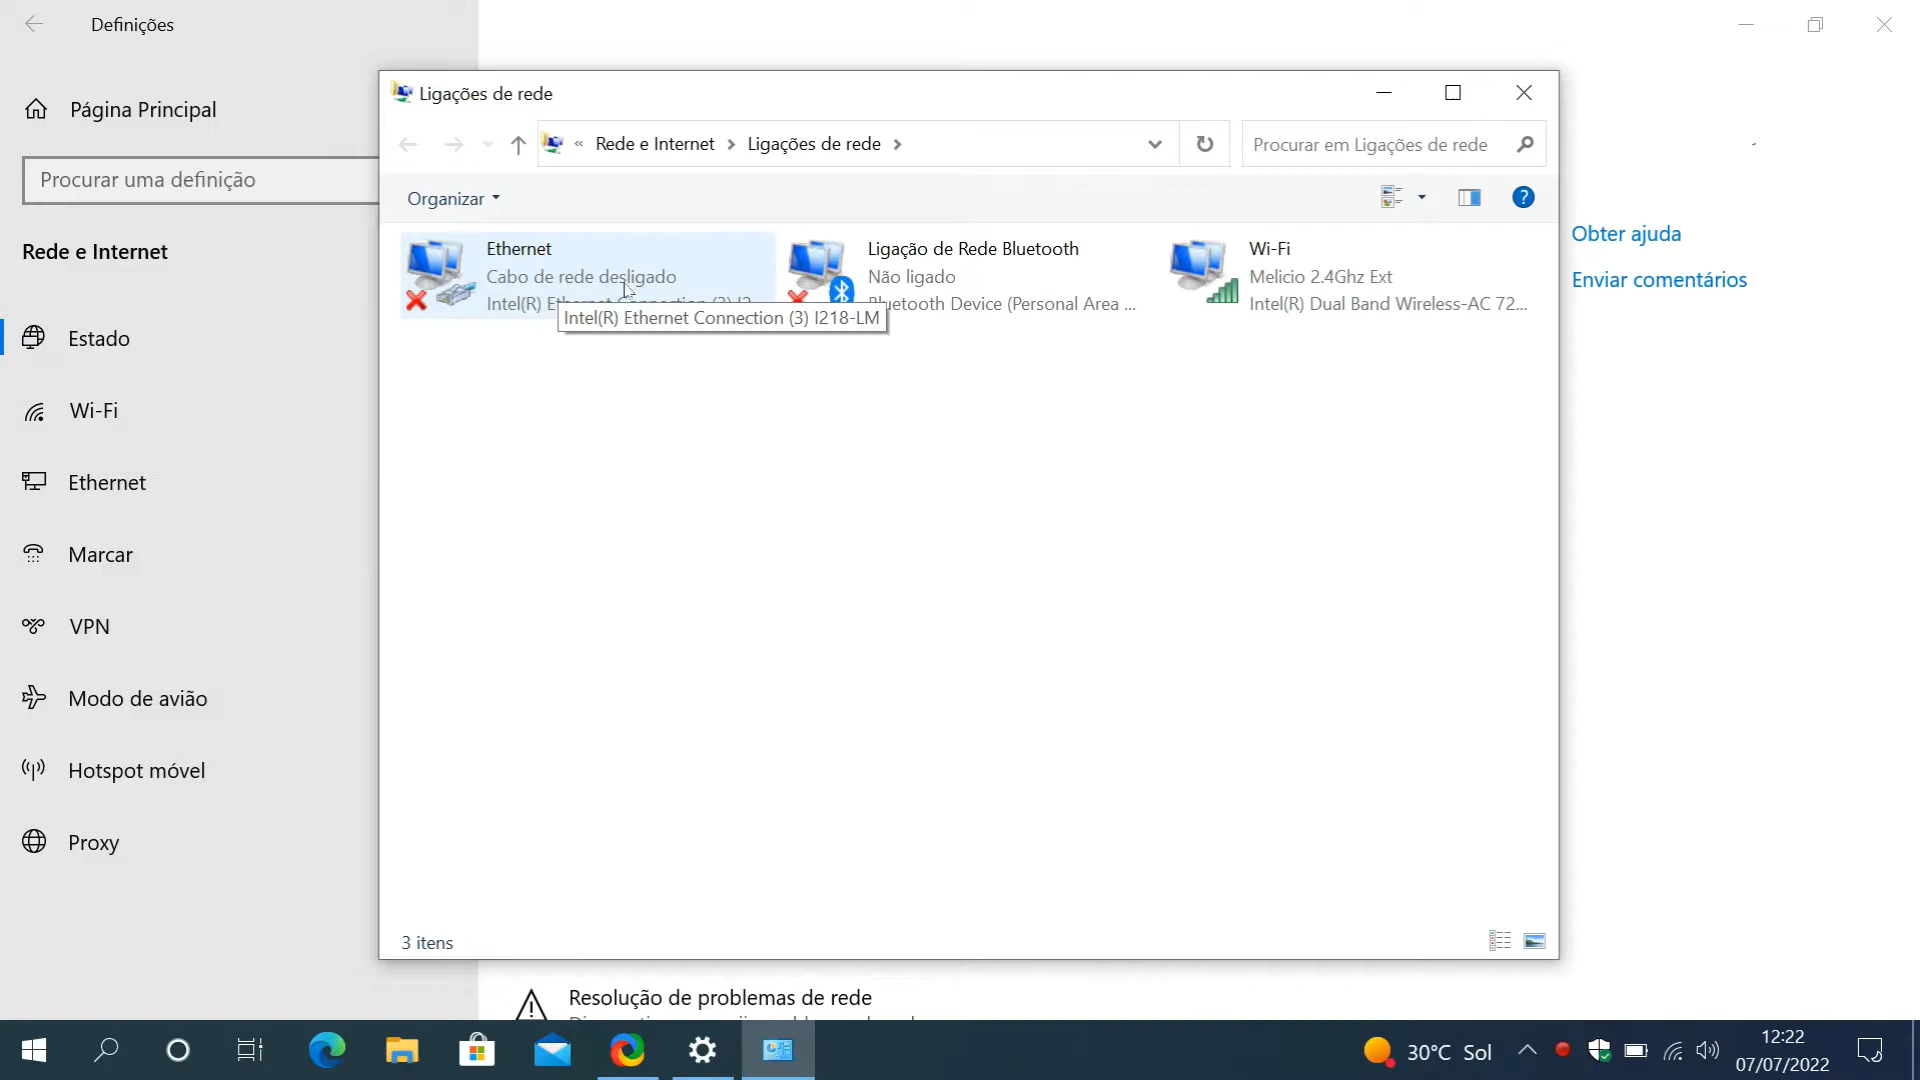 Definições
Página Principal
Procurar uma definição
Rede e Internet
Estado
Wi-Fi
Ethernet
Marcar
VPN
Modo de avião
Hotspot móvel
Proxy
Ligações de rede
« Rede e Internet > Ligações de rede >
Procurar em Ligações de rede
Organizar
Ethernet
Cabo de rede desligado
Intel(R) Ethernet Connection (3) I2
Intel(R) Ethernet Connection (3) I218-LM
Ligação de Rede Bluetooth
Não ligado
Bluetooth Device (Personal Area ...
Wi-Fi
Melicio 2.4Ghz Ext
Intel(R) Dual Band Wireless-AC 72...
3 itens
Obter ajuda
Enviar comentários
Resolução de problemas de rede
30°C Sol
12:22
07/07/2022